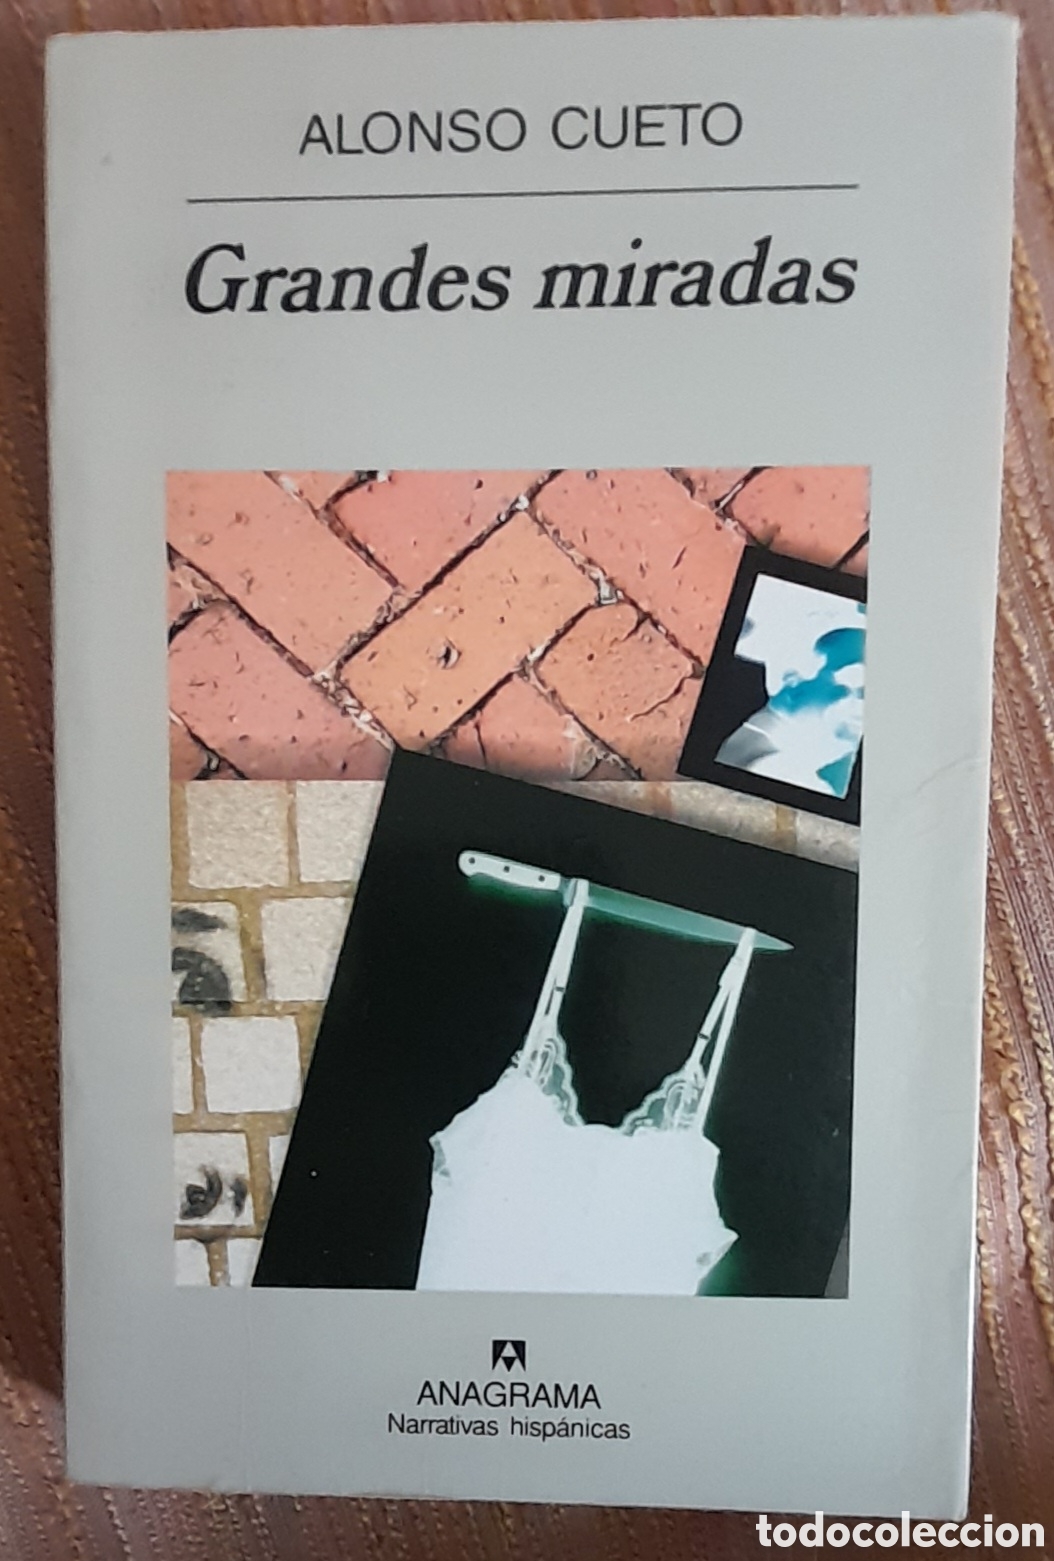 ALONSO CUETO
Grandes miradas
ANAGRAMA
Narrativas hispánicas
todocoleccion